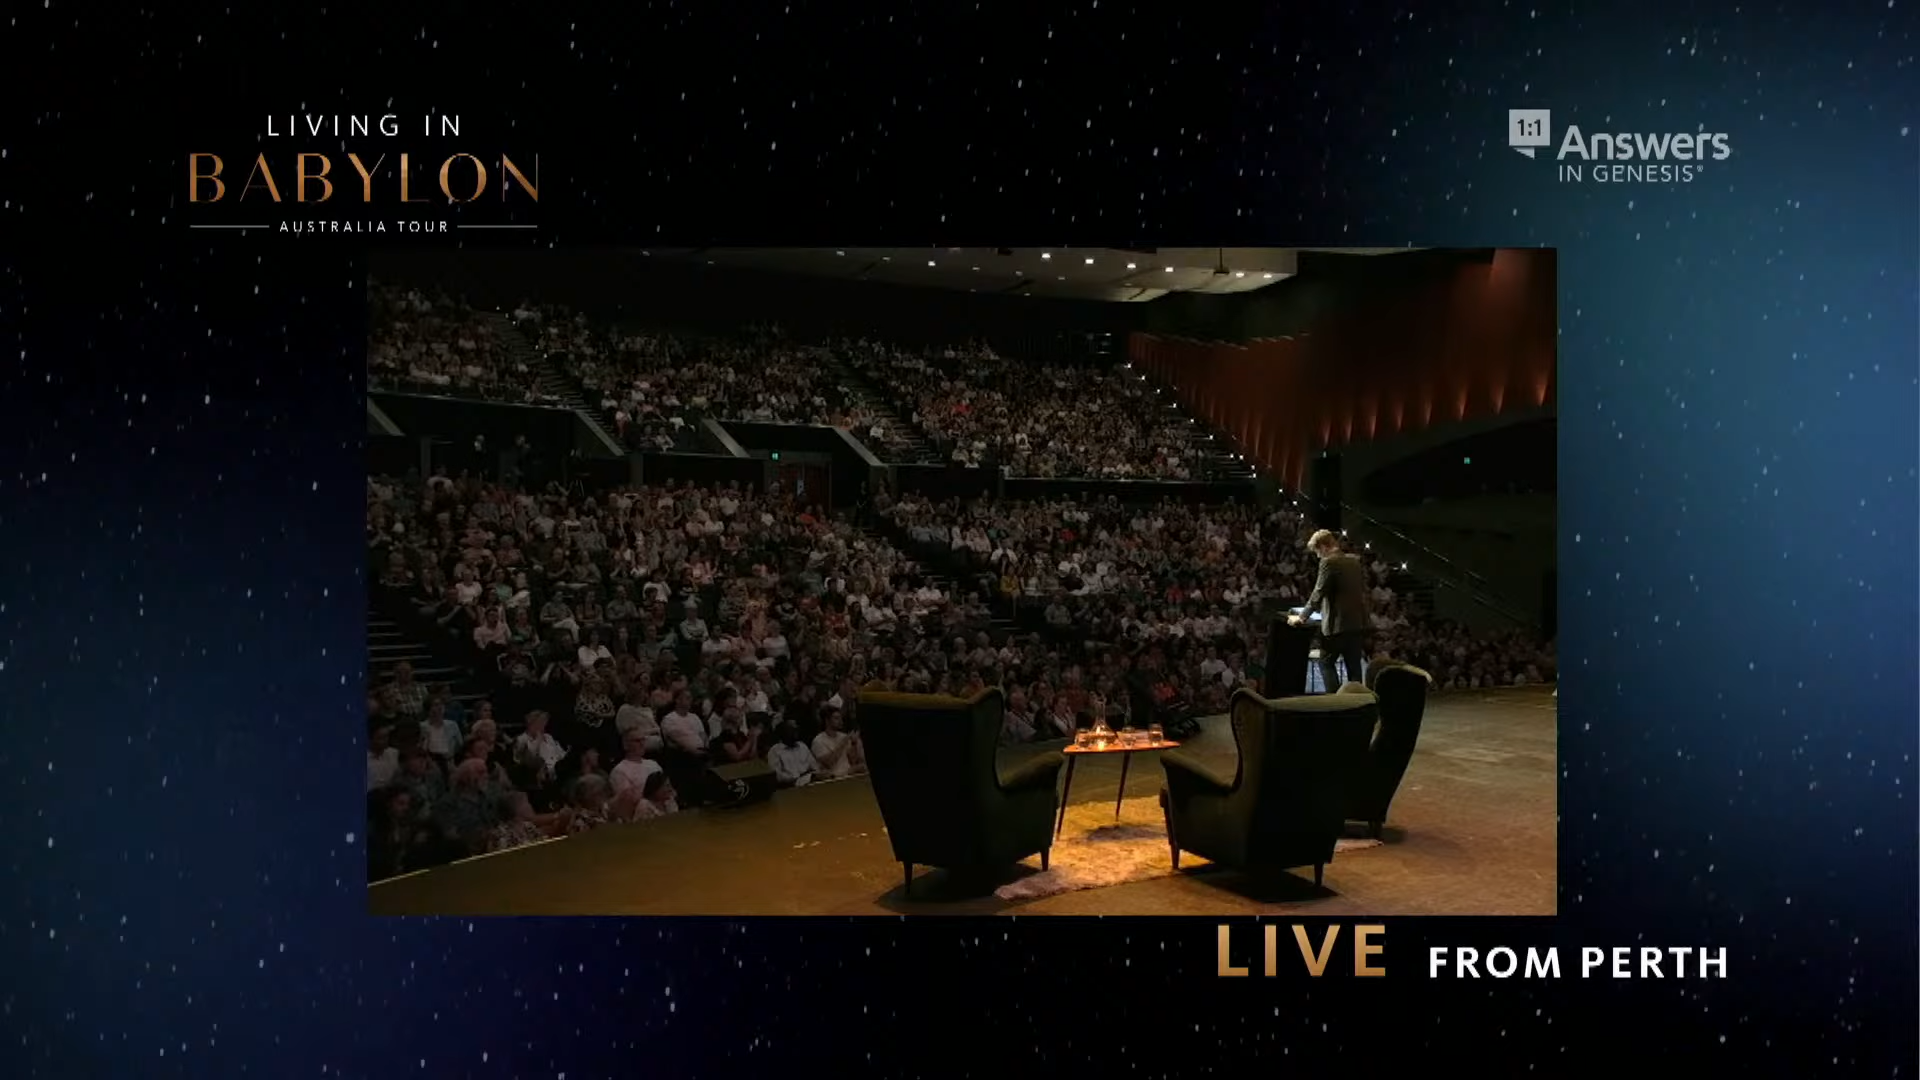 LIVING IN
BABYLON
AUSTRALIA TOUR
1:1
Answers
IN GENESIS®
LIVE FROM PERTH